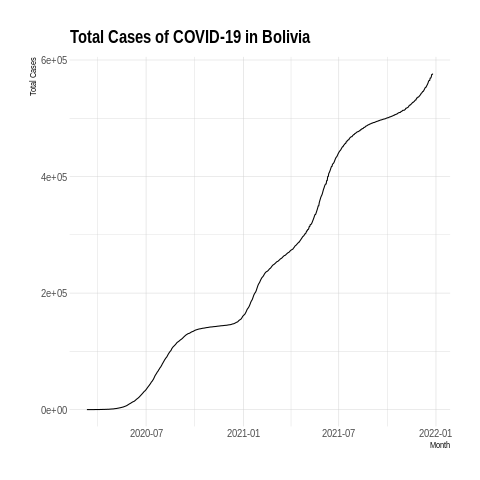 Total Cases of COVID-19 in Bolivia
Total Cases
6e+05
4e+05
2e+05
0e+00
2020-07 2021-01 2021-07 2022-01
Month